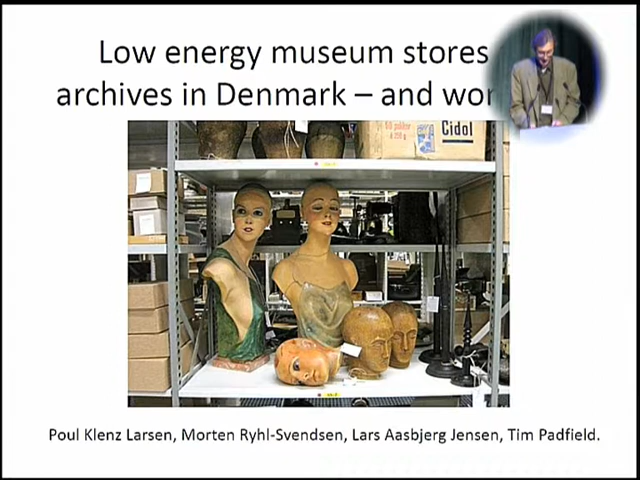 Low energy museum stores
archives in Denmark – and wor
Cidol
Poul Klenz Larsen, Morten Ryhl-Svendsen, Lars Aasbjerg Jensen, Tim Padfield.